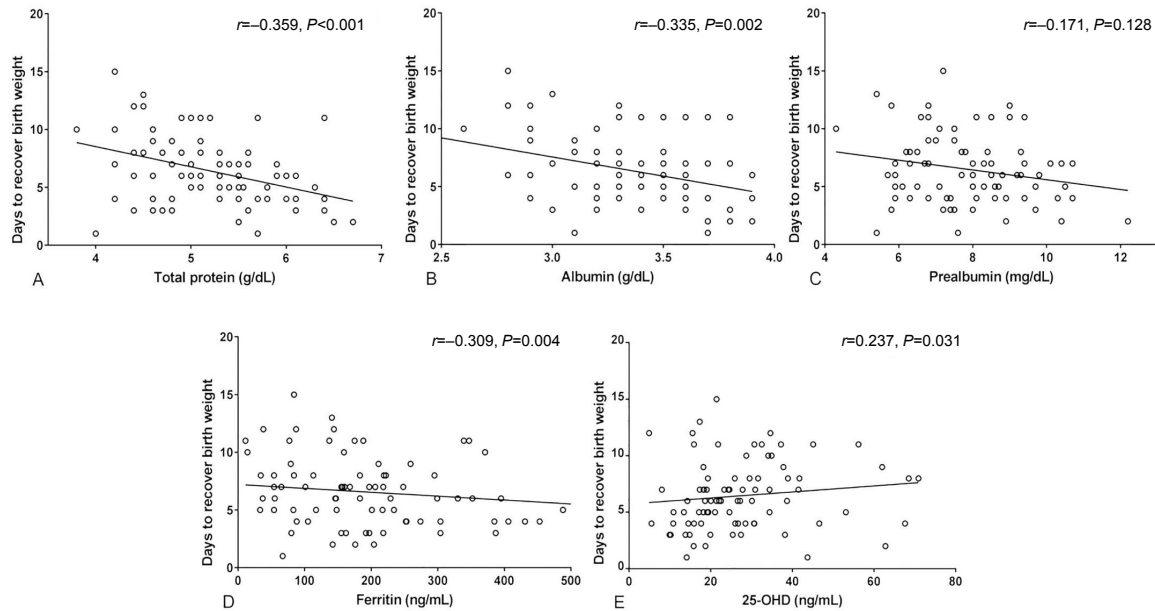 r=–0.359, P<0.001
20
15
10
5
0
Days to recover birth weight
4
5
6
7
Total protein (g/dL)
A
r=–0.335, P=0.002
20
15
10
5
0
Days to recover birth weight
2.5
3.0
3.5
4.0
Albumin (g/dL)
B
r=–0.171, P=0.128
20
15
10
5
0
Days to recover birth weight
4
6
8
10
12
Prealbumin (mg/dL)
C
r=–0.309, P=0.004
20
15
10
5
0
Days to recover birth weight
0
100
200
300
400
500
Ferritin (ng/mL)
D
r=0.237, P=0.031
20
15
10
5
0
Days to recover birth weight
0
20
40
60
80
25-OHD (ng/mL)
E